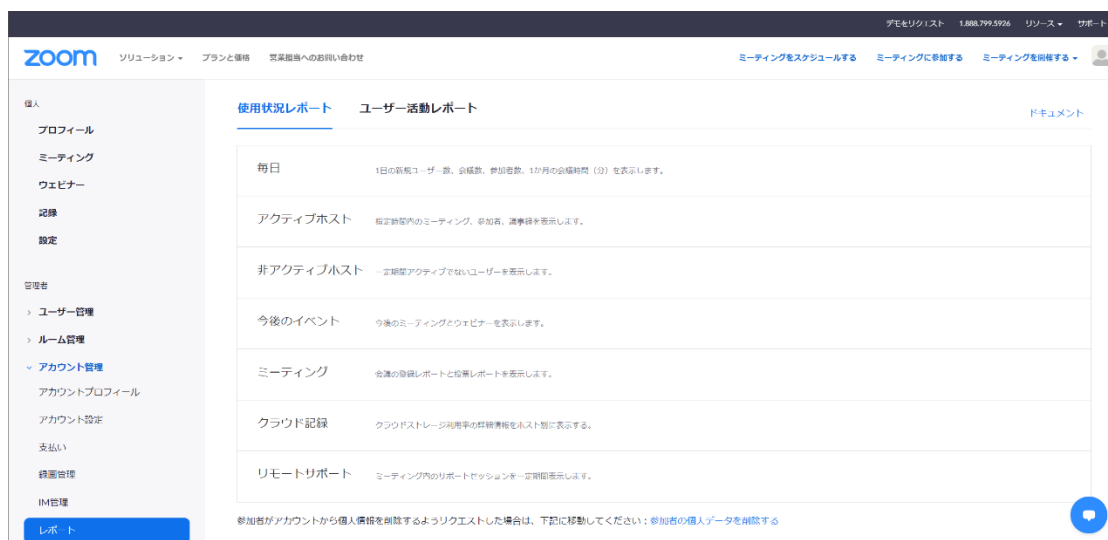 デモをリクエスト 1.888.799.5926 リソース サポート
zoom ソリューション プランと価格 営業担当へのお問い合わせ ミーティングをスケジュールする ミーティングに参加する ミーティングを開催する
個人
プロフィール
ミーティング
ウェビナー
記録
設定
管理者
ユーザー管理
ルーム管理
アカウント管理
アカウントプロフィール
アカウント設定
支払い
録画管理
IM管理
レポート
使用状況レポート ユーザー活動レポート
ドキュメント
毎日 1日の新規ユーザー数、会議数、参加者数、1か月の会議時間（分）を表示します。
アクティブホスト 指定時間内のミーティング、参加者、議事録を表示します。
非アクティブホスト 一定期間アクティブでないユーザーを表示します。
今後のイベント 今後のミーティングとウェビナーを表示します。
ミーティング 会議の登録レポートと投票レポートを表示します。
クラウド記録 クラウドストレージ利用率の詳細情報をホスト別に表示する。
リモートサポート ミーティング内のサポートセッションを一定期間表示します。
参加者がアカウントから個人情報を削除するようリクエストした場合は、下記に移動してください：参加者の個人データを削除する